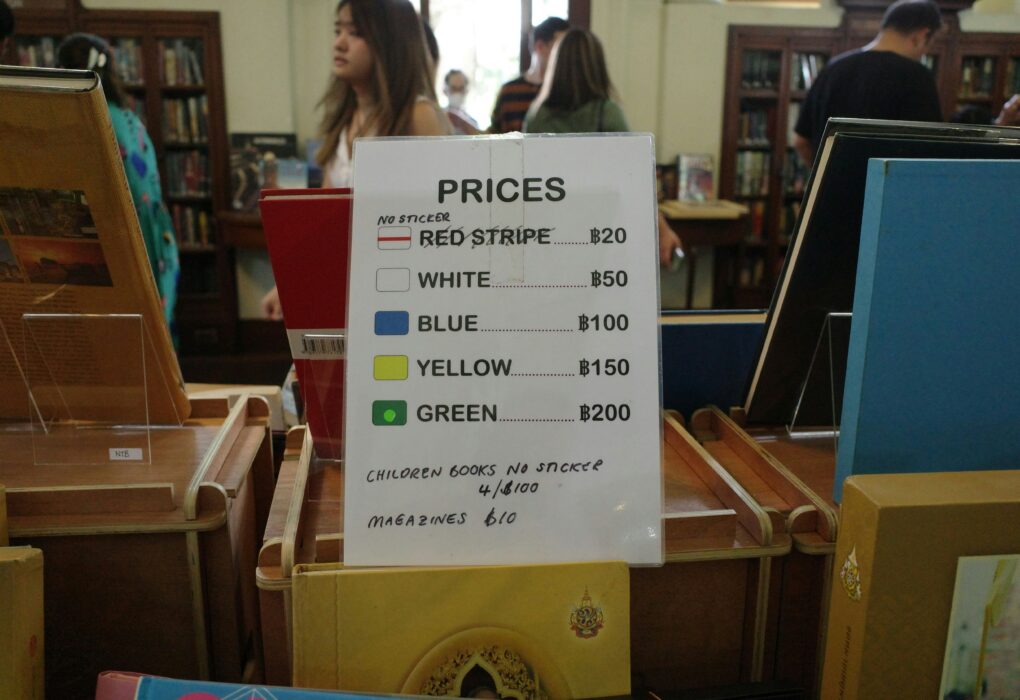 PRICES
NO STICKER
RED STRIPE ........ ฿20
WHITE ........................ ฿50
BLUE ........................ ฿100
YELLOW ................ ฿150
GREEN .................. ฿200
CHILDREN BOOKS NO STICKER
4/฿100
MAGAZINES ฿10
NTB